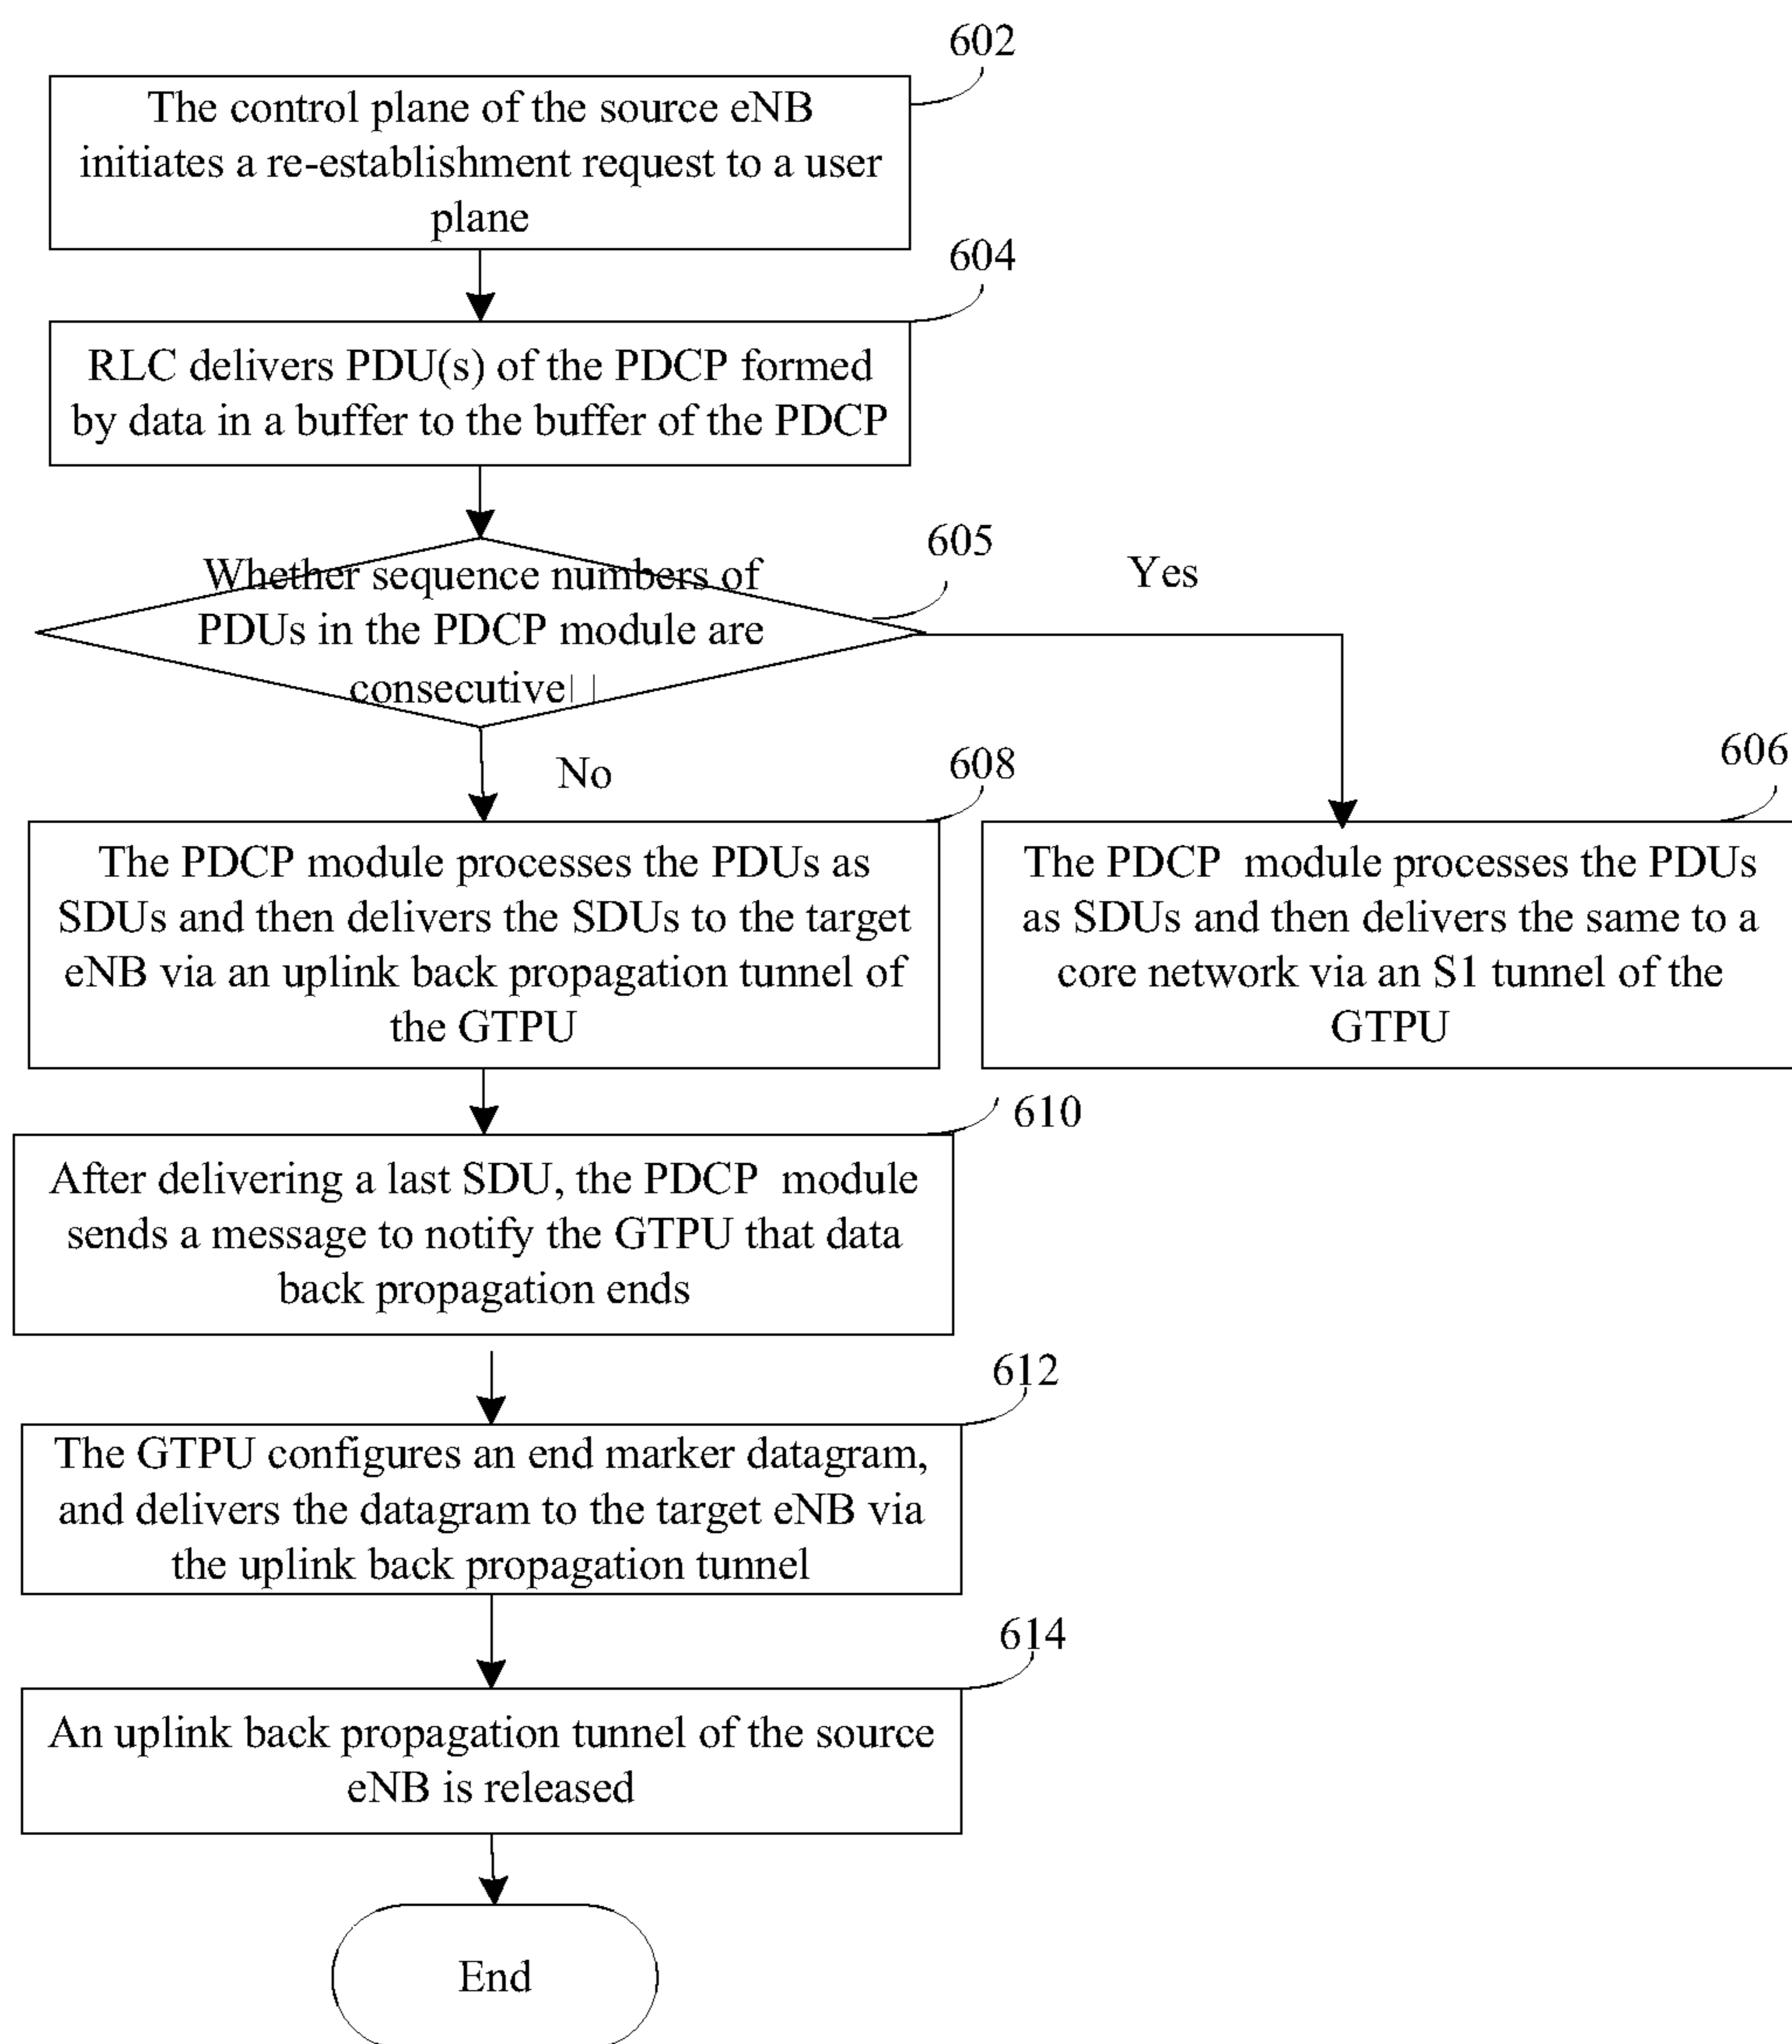 602
The control plane of the source eNB
initiates a re-establishment request to a user
plane
604
RLC delivers PDU(s) of the PDCP formed
by data in a buffer to the buffer of the PDCP
605
Whether sequence numbers of
PDUs in the PDCP module are
consecutive
Yes
No
608
606
The PDCP module processes the PDUs as
SDUs and then delivers the SDUs to the target
eNB via an uplink back propagation tunnel of
the GTPU
The PDCP module processes the PDUs
as SDUs and then delivers the same to a
core network via an S1 tunnel of the
GTPU
610
After delivering a last SDU, the PDCP module
sends a message to notify the GTPU that data
back propagation ends
612
The GTPU configures an end marker datagram,
and delivers the datagram to the target eNB via
the uplink back propagation tunnel
614
An uplink back propagation tunnel of the source
eNB is released
End